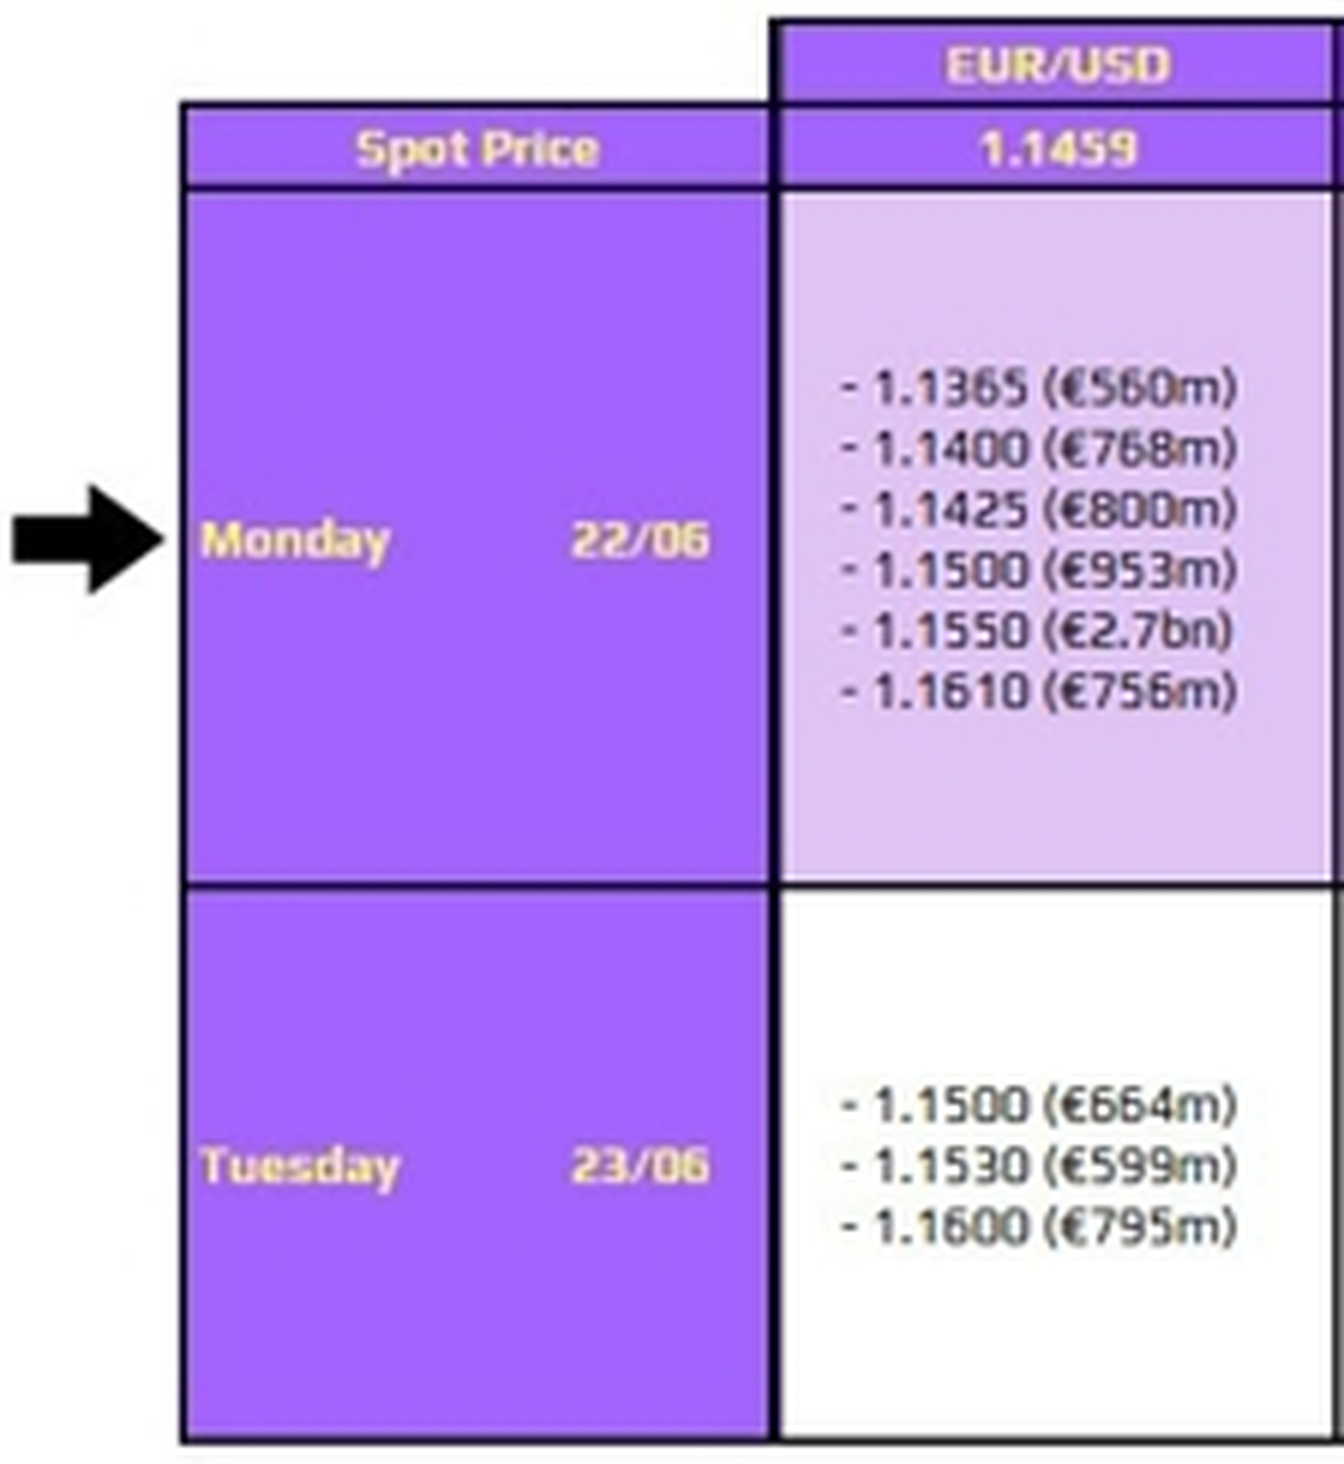 EUR/USD
Spot Price 1.1459
Monday 22/06
- 1.1365 (€560m)
- 1.1400 (€768m)
- 1.1425 (€800m)
- 1.1500 (€953m)
- 1.1550 (€2.7bn)
- 1.1610 (€756m)
Tuesday 23/06
- 1.1500 (€664m)
- 1.1530 (€599m)
- 1.1600 (€795m)